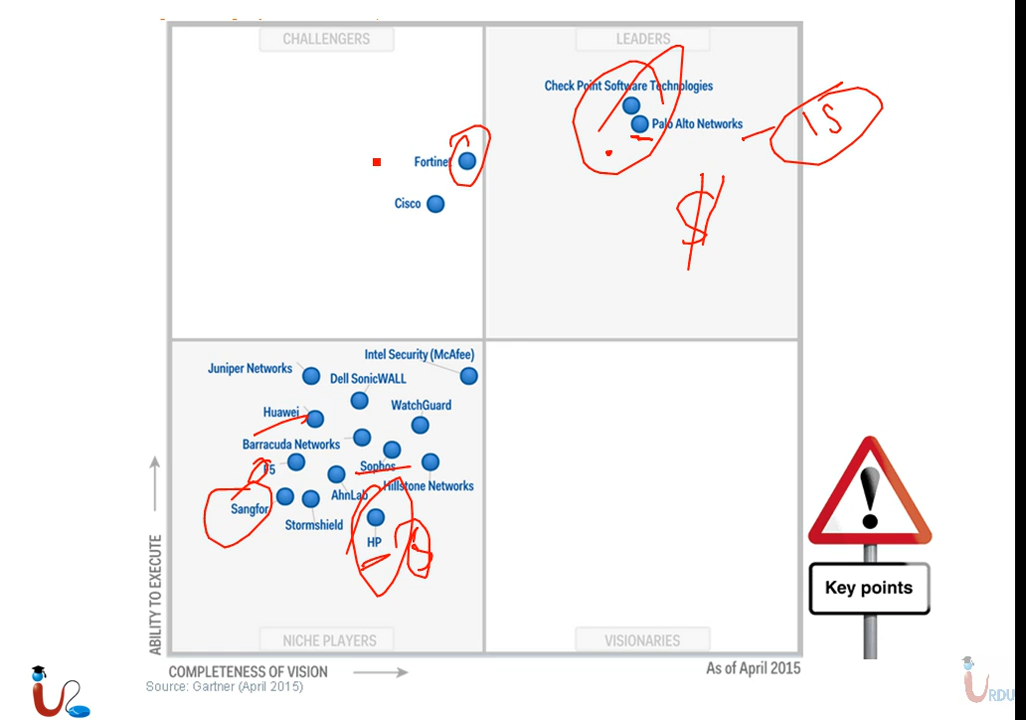 CHALLENGERS
LEADERS
Check Point Software Technologies
Palo Alto Networks
Fortinet
Cisco
15
$
Intel Security (McAfee)
Juniper Networks
Dell SonicWALL
Huawei
WatchGuard
Barracuda Networks
F5
Sophos
Hillstone Networks
AhnLab
Sangfor
Stormshield
HP
Key points
ABILITY TO EXECUTE
NICHE PLAYERS
VISIONARIES
COMPLETENESS OF VISION
As of April 2015
Source: Gartner (April 2015)
URDU